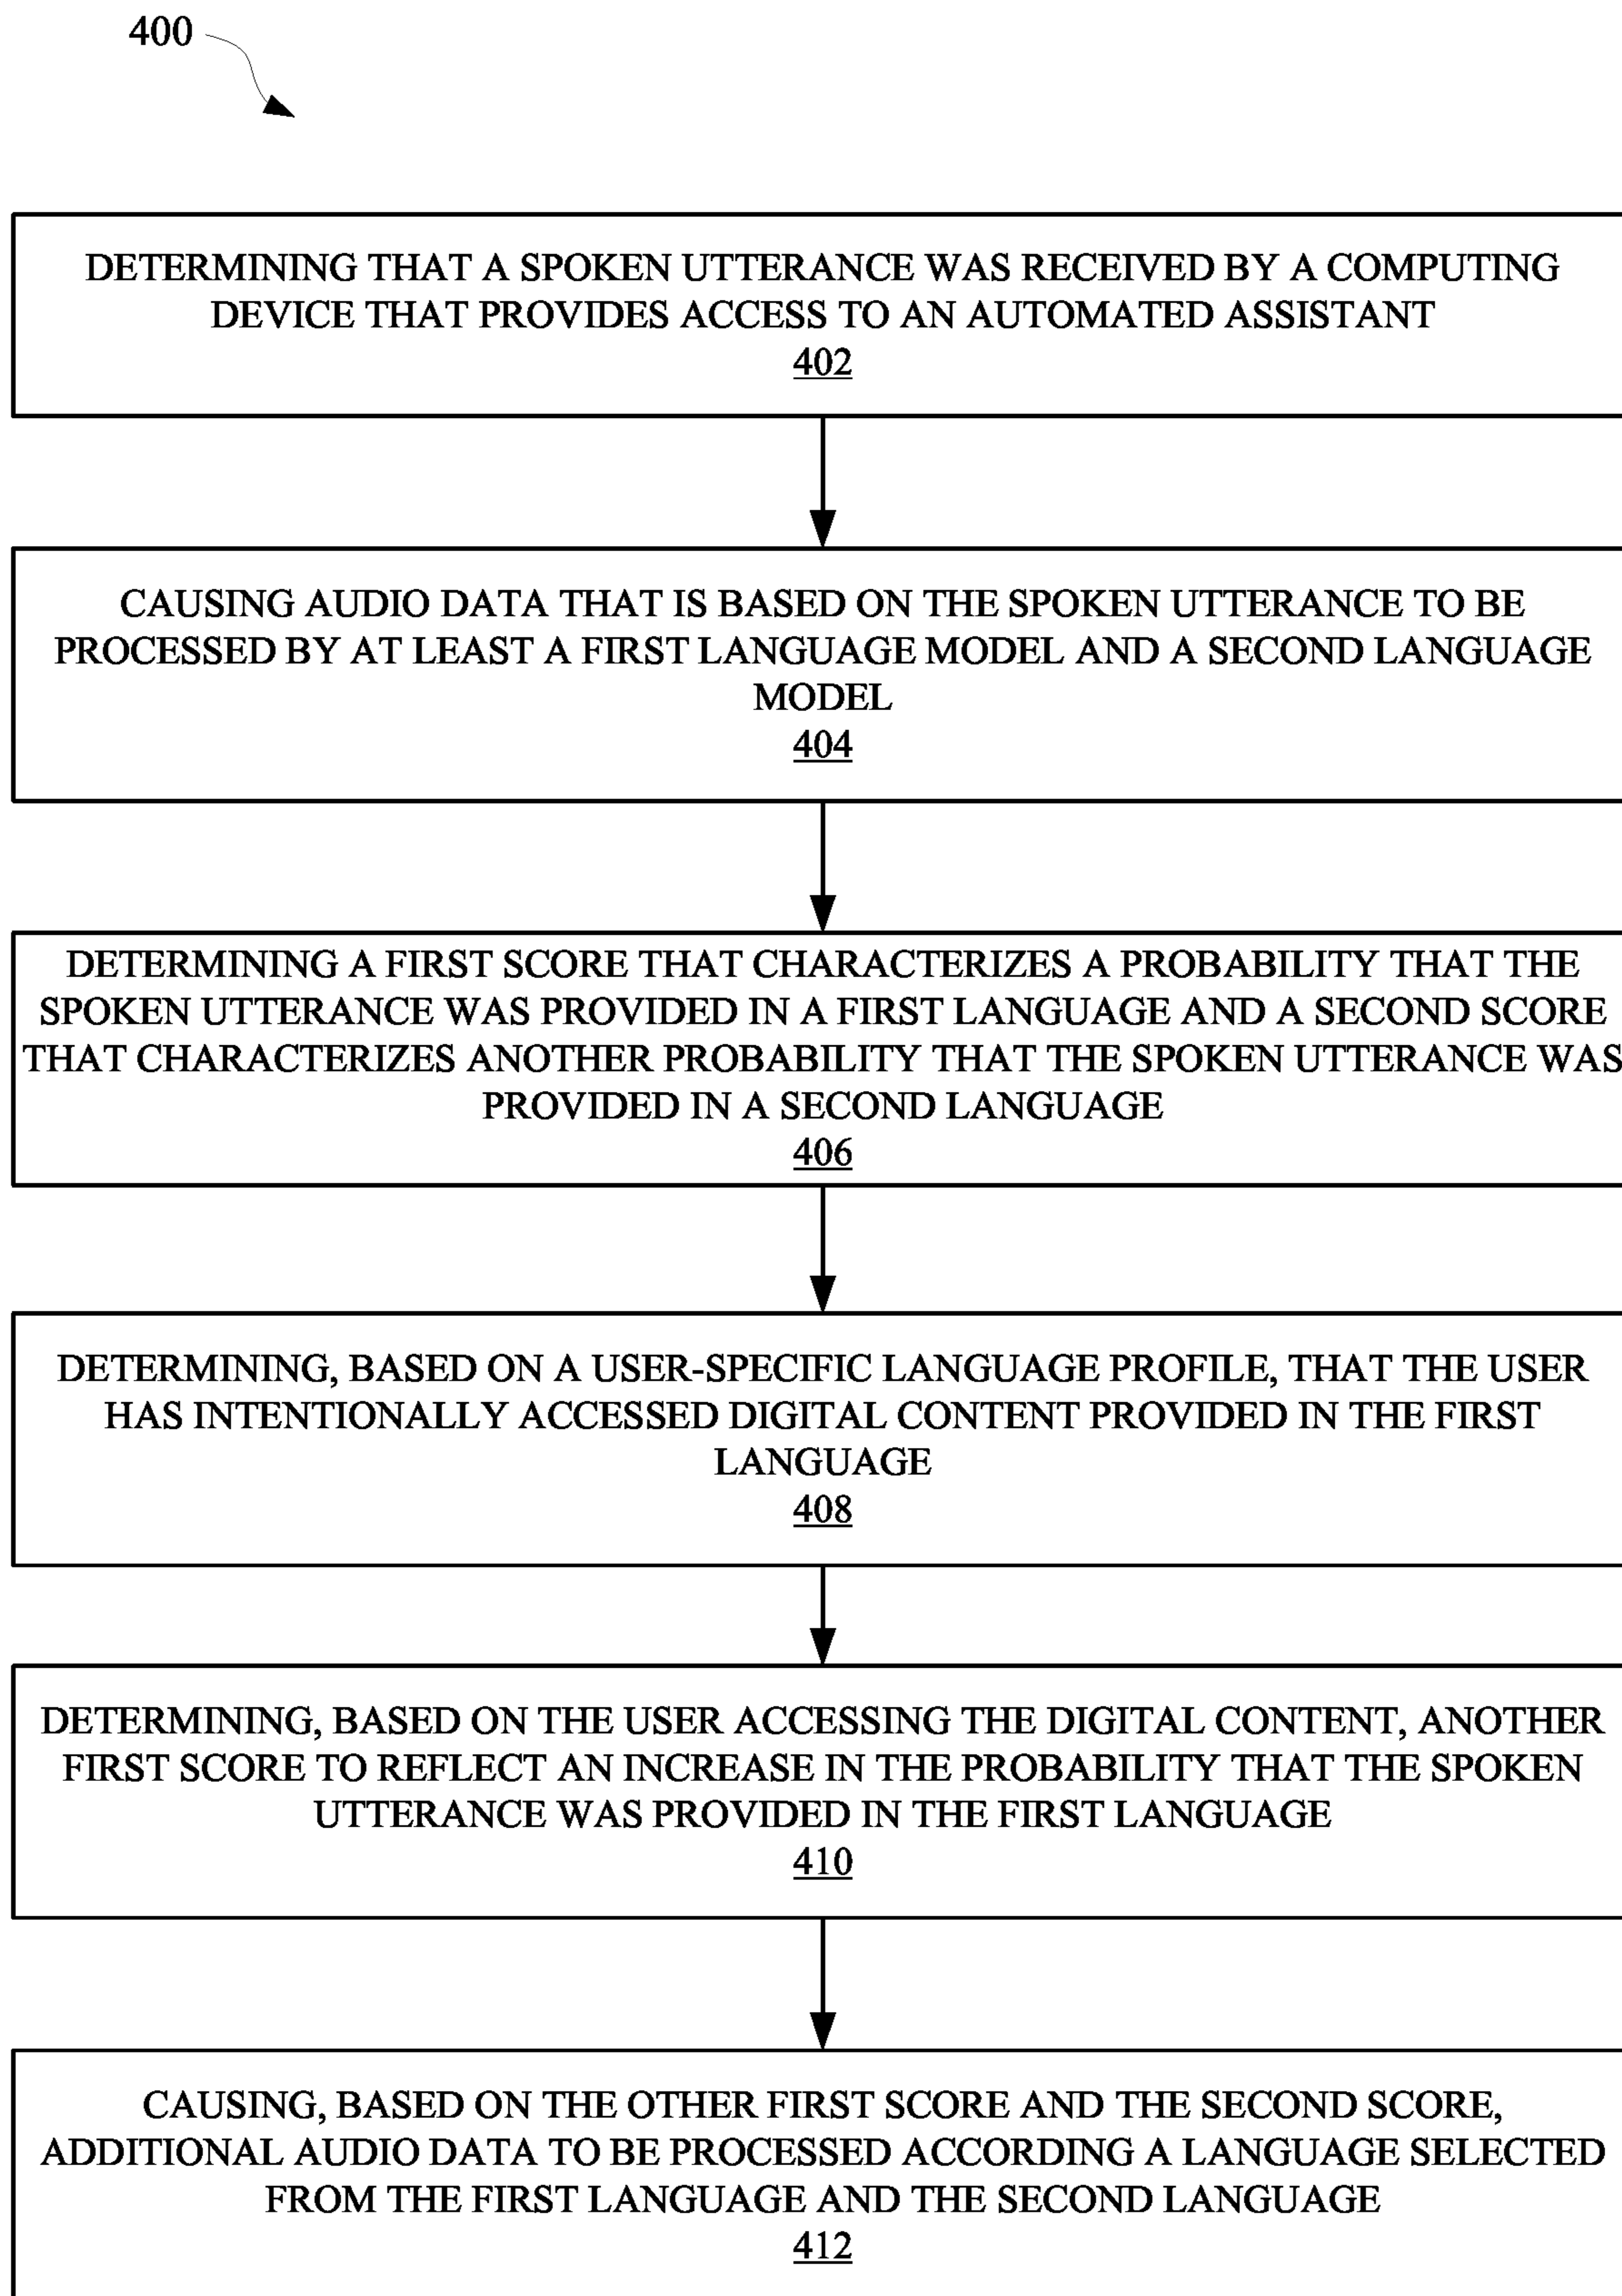 400
DETERMINING THAT A SPOKEN UTTERANCE WAS RECEIVED BY A COMPUTING
DEVICE THAT PROVIDES ACCESS TO AN AUTOMATED ASSISTANT
402
CAUSING AUDIO DATA THAT IS BASED ON THE SPOKEN UTTERANCE TO BE
PROCESSED BY AT LEAST A FIRST LANGUAGE MODEL AND A SECOND LANGUAGE
MODEL
404
DETERMINING A FIRST SCORE THAT CHARACTERIZES A PROBABILITY THAT THE
SPOKEN UTTERANCE WAS PROVIDED IN A FIRST LANGUAGE AND A SECOND SCORE
THAT CHARACTERIZES ANOTHER PROBABILITY THAT THE SPOKEN UTTERANCE WAS
PROVIDED IN A SECOND LANGUAGE
406
DETERMINING, BASED ON A USER-SPECIFIC LANGUAGE PROFILE, THAT THE USER
HAS INTENTIONALLY ACCESSED DIGITAL CONTENT PROVIDED IN THE FIRST
LANGUAGE
408
DETERMINING, BASED ON THE USER ACCESSING THE DIGITAL CONTENT, ANOTHER
FIRST SCORE TO REFLECT AN INCREASE IN THE PROBABILITY THAT THE SPOKEN
UTTERANCE WAS PROVIDED IN THE FIRST LANGUAGE
410
CAUSING, BASED ON THE OTHER FIRST SCORE AND THE SECOND SCORE,
ADDITIONAL AUDIO DATA TO BE PROCESSED ACCORDING A LANGUAGE SELECTED
FROM THE FIRST LANGUAGE AND THE SECOND LANGUAGE
412